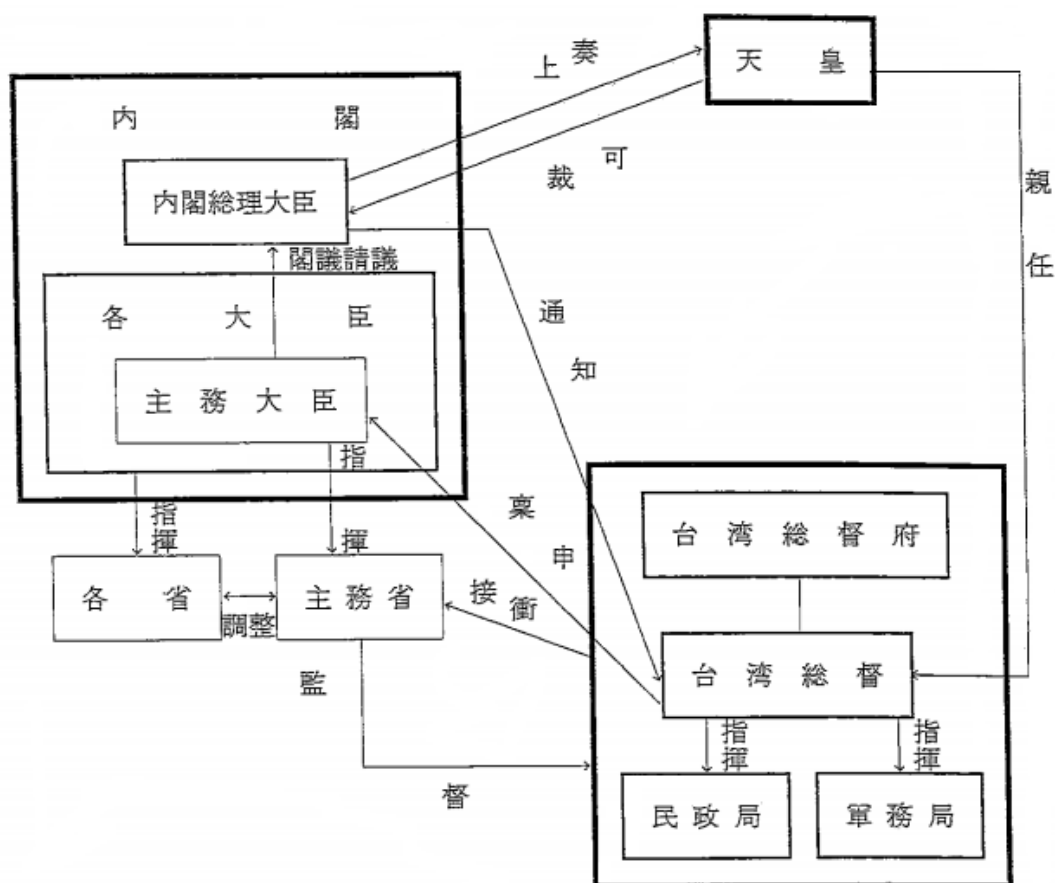 天皇
上奏
裁可
親任
内閣
内閣総理大臣
閣議請議
各大臣
主務大臣
通知
指揮
指揮
稟申
接衝
各省
調整
主務省
監督
台湾総督府
台湾総督
指揮
指揮
民政局
軍務局